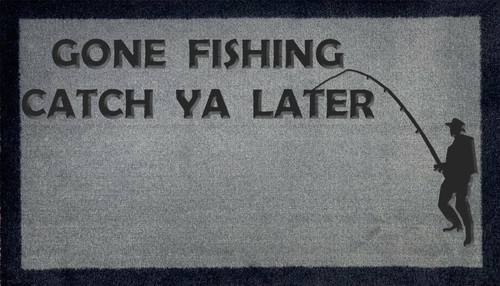 GONE FISHING
CATCH YA LATER